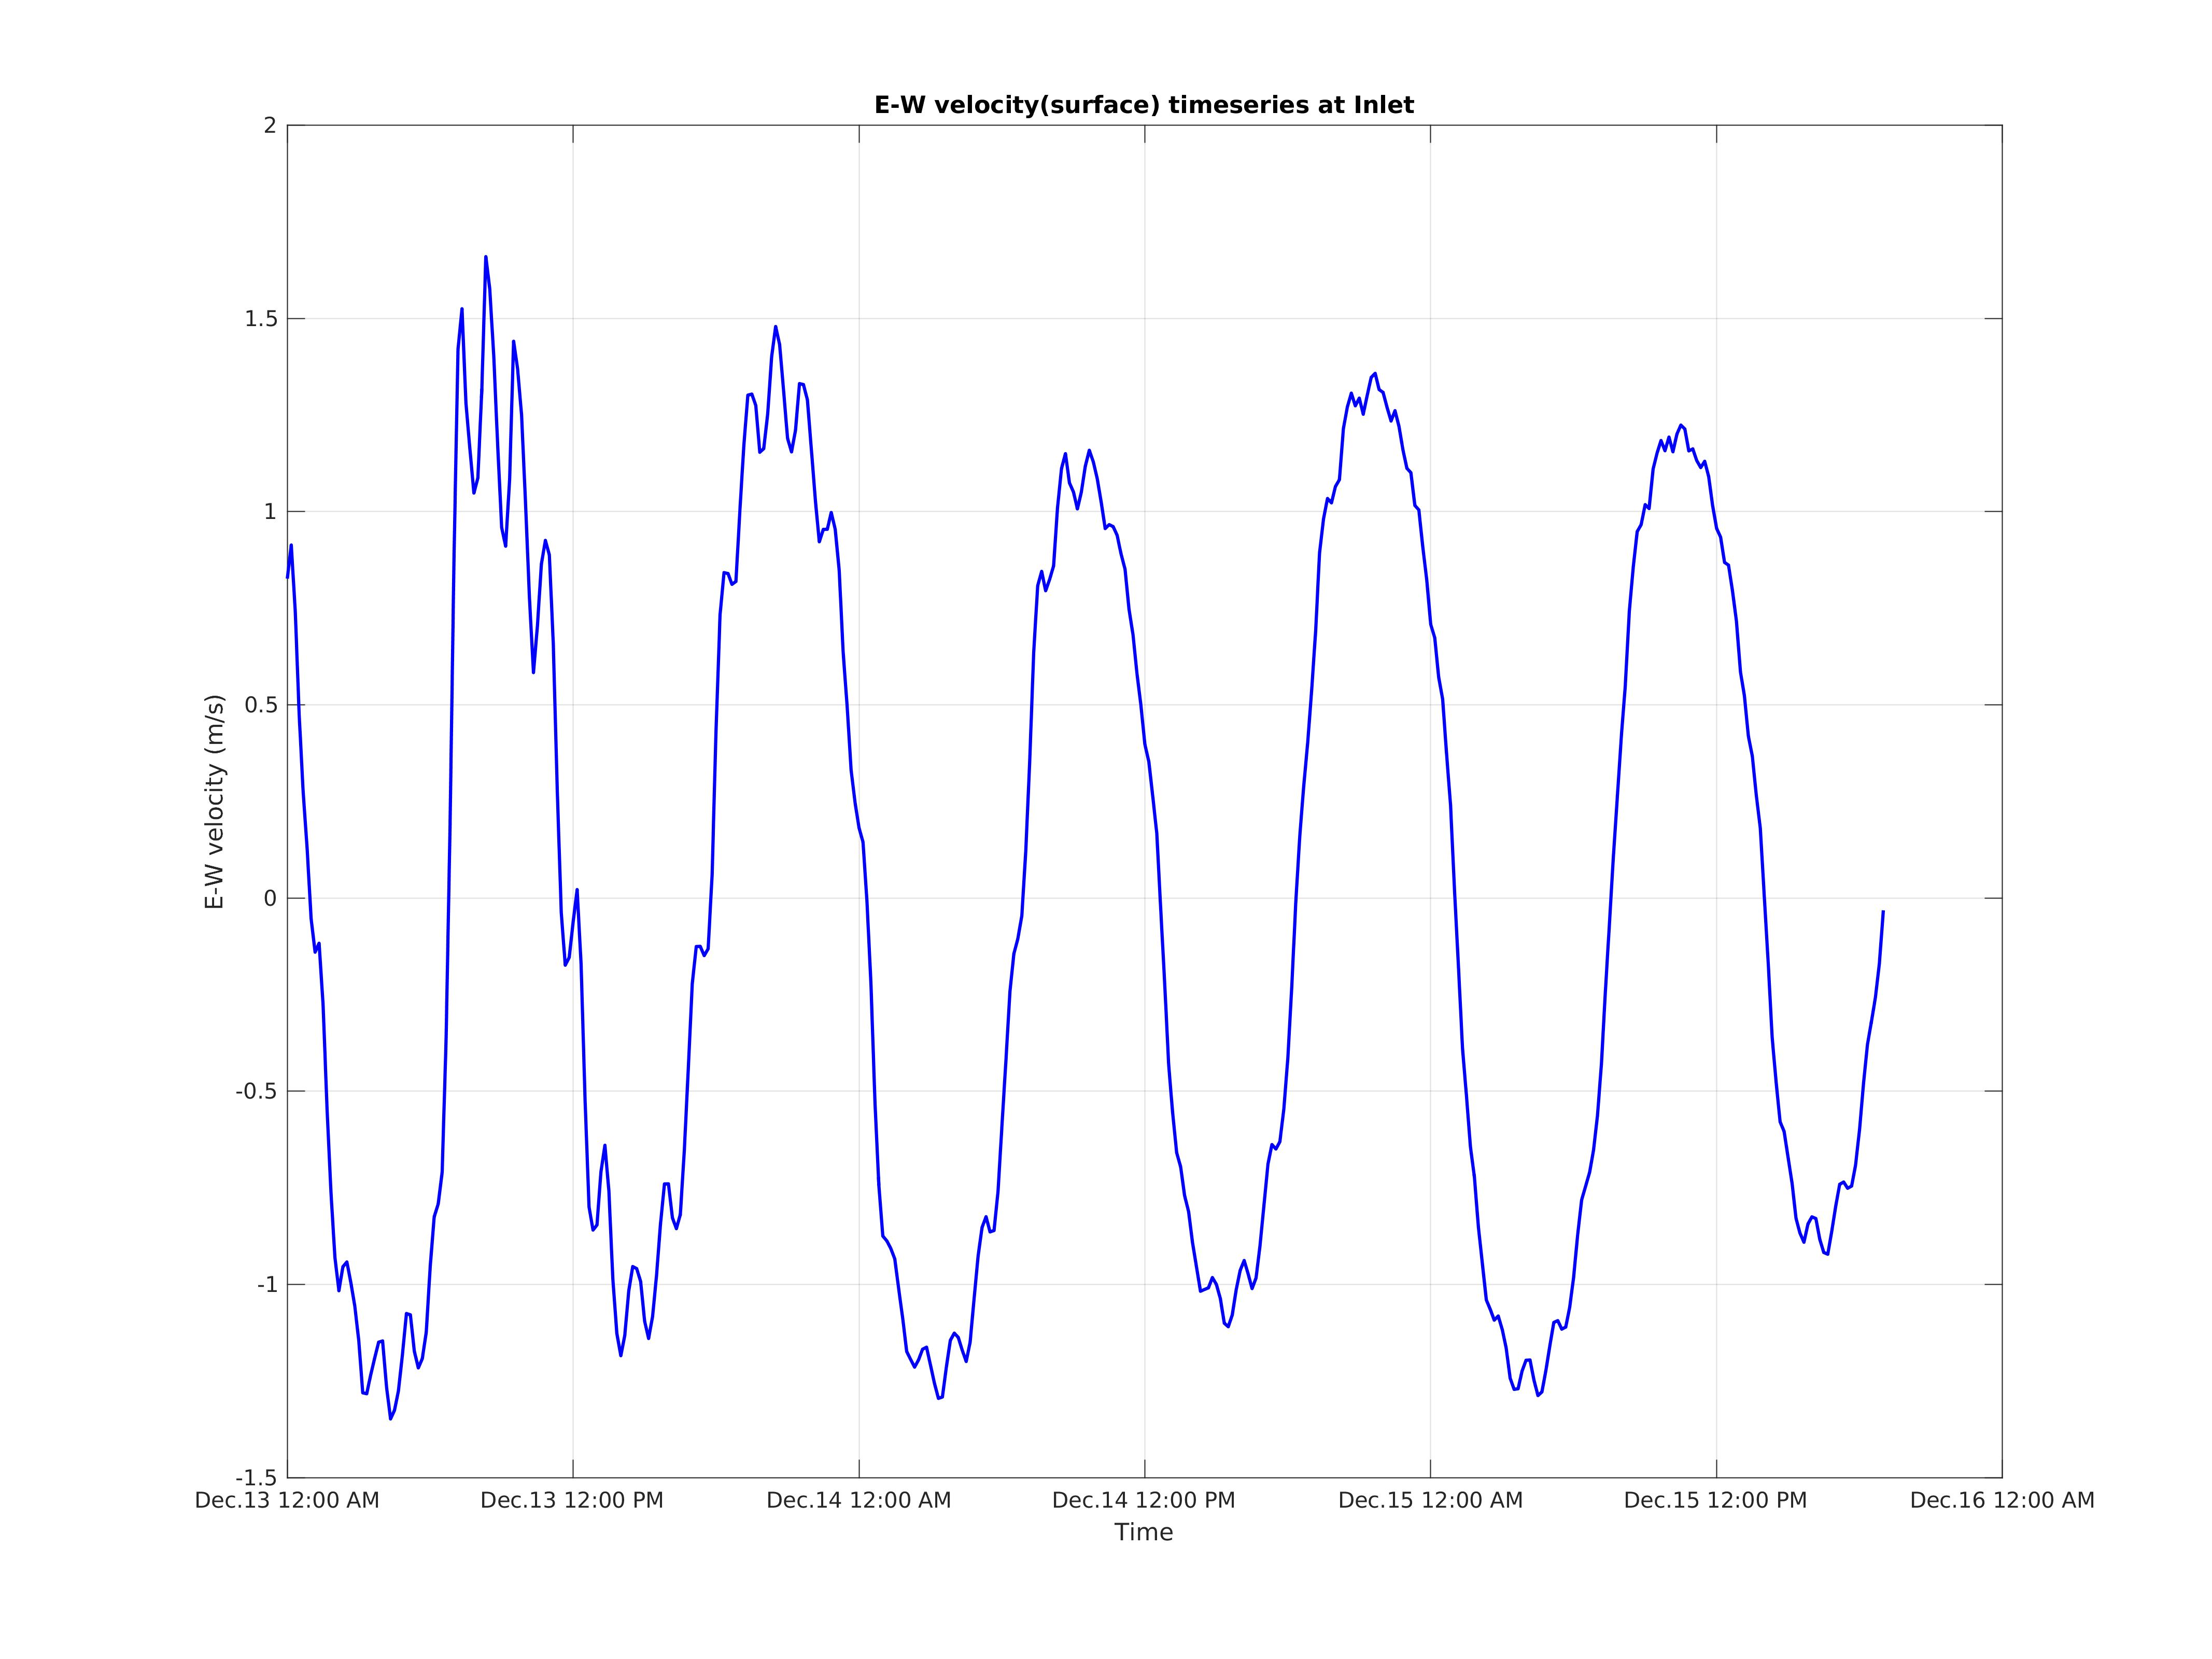 E-W velocity(surface) timeseries at Inlet
2
1.5
1
0.5
0
-0.5
-1
-1.5
E-W velocity (m/s)
Dec.13 12:00 AM Dec.13 12:00 PM Dec.14 12:00 AM Dec.14 12:00 PM Dec.15 12:00 AM Dec.15 12:00 PM Dec.16 12:00 AM
Time